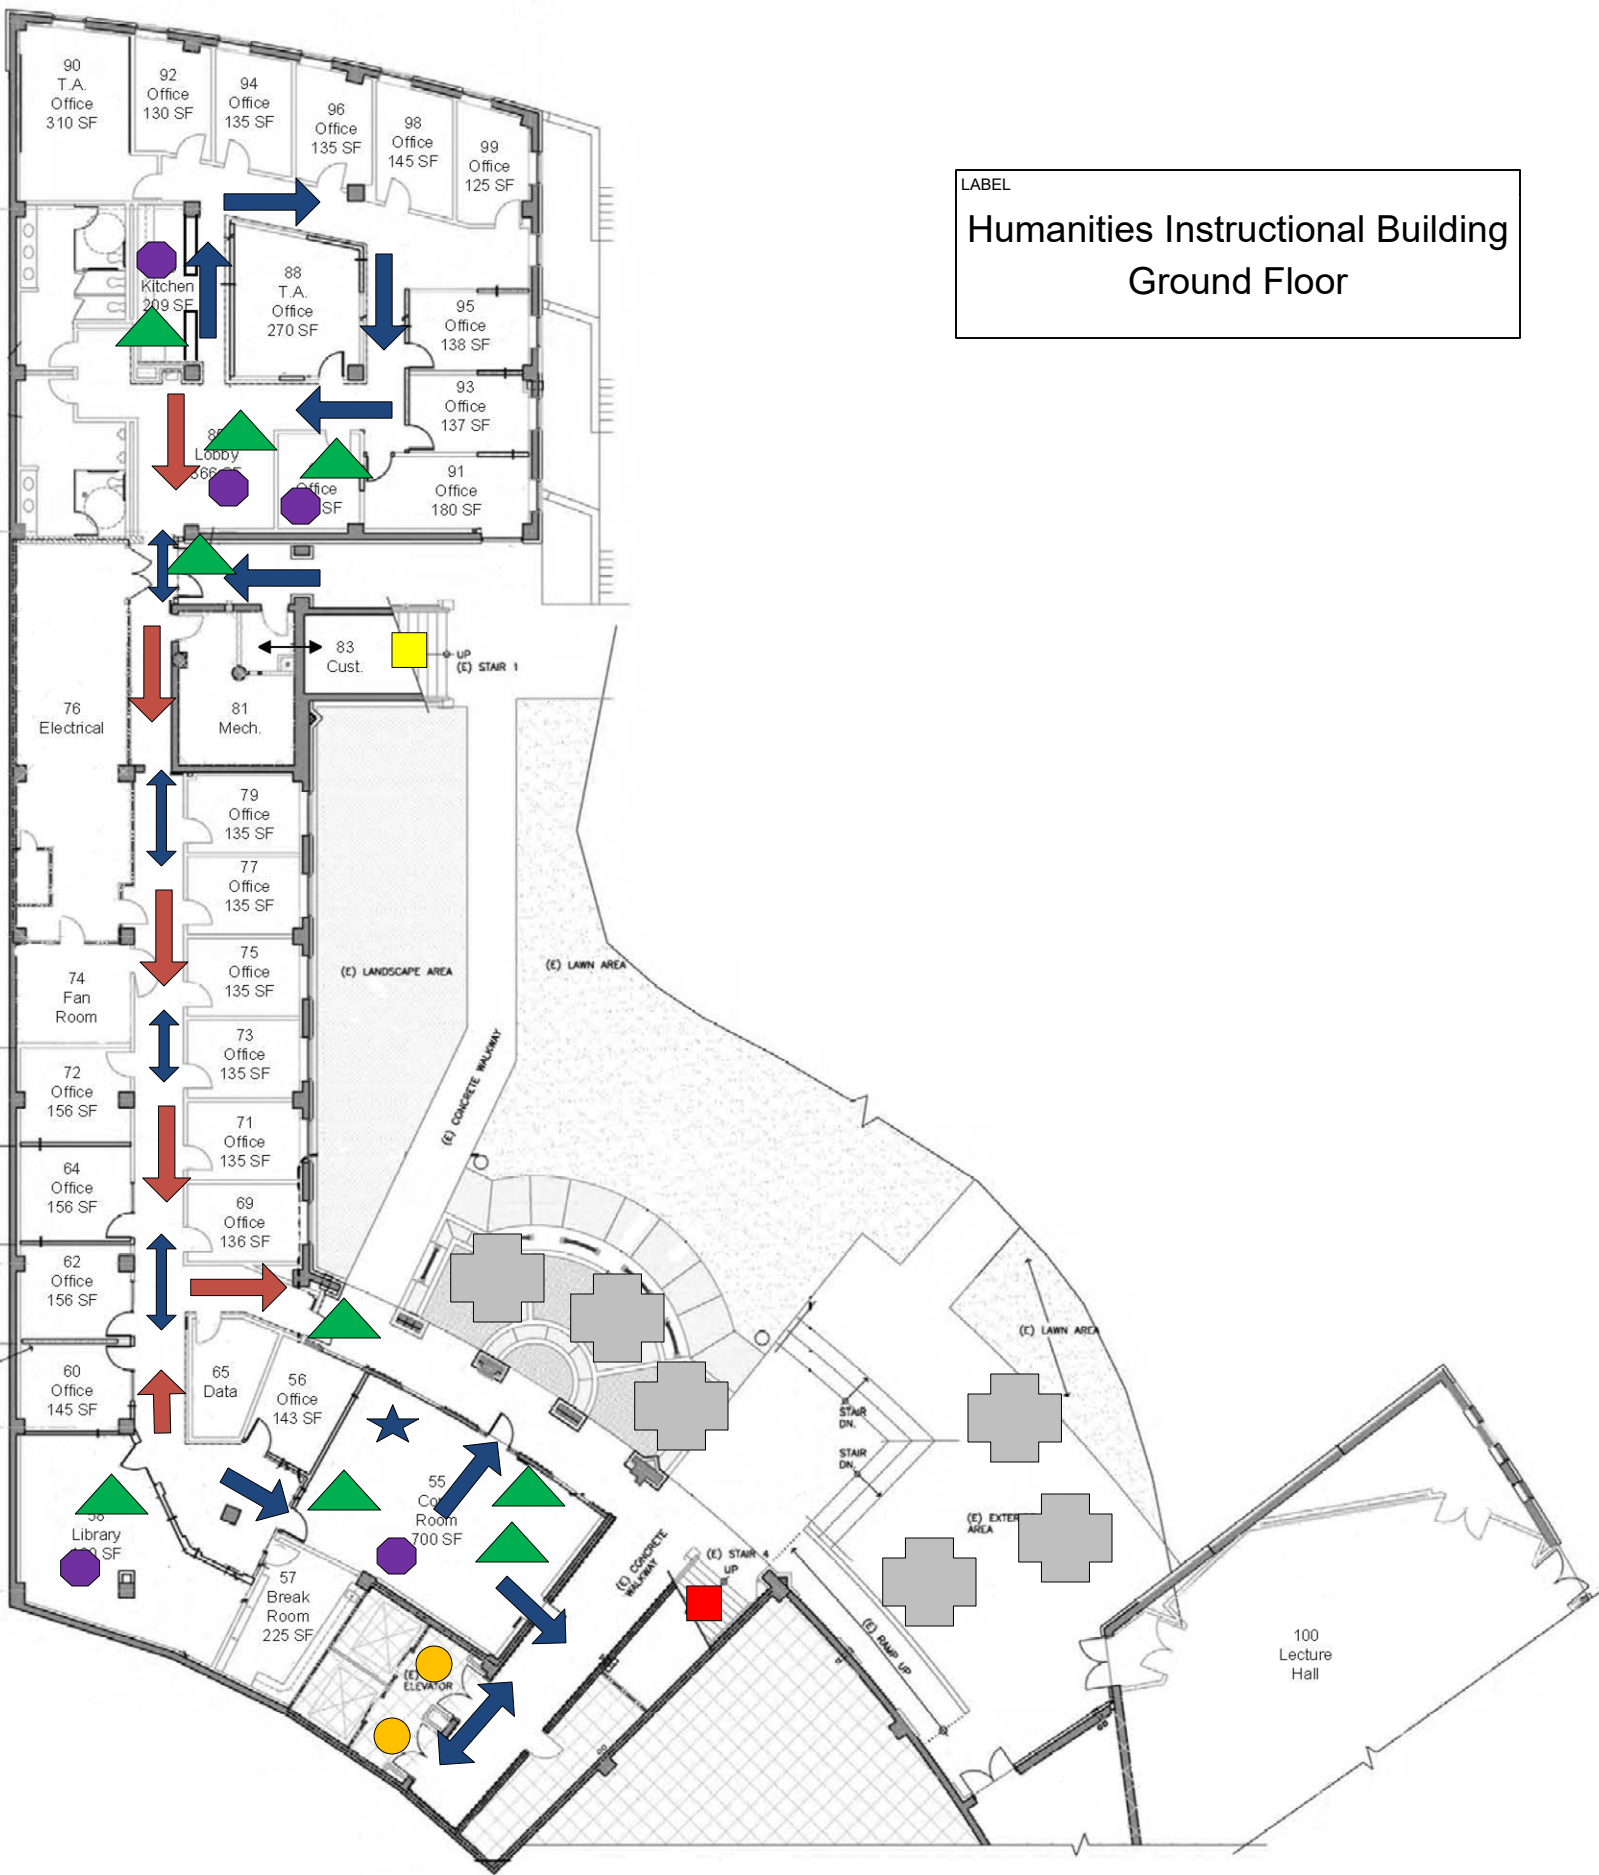 LABEL
Humanities Instructional Building
Ground Floor
90
T.A.
Office
310 SF
92
Office
130 SF
94
Office
135 SF
96
Office
135 SF
98
Office
145 SF
99
Office
125 SF
Kitchen
209 SF
88
T.A.
Office
270 SF
95
Office
138 SF
93
Office
137 SF
Lobby
Office
SF
91
Office
180 SF
83
Cust.
UP
(E) STAIR 1
76
Electrical
81
Mech.
79
Office
135 SF
77
Office
135 SF
75
Office
135 SF
74
Fan
Room
73
Office
135 SF
72
Office
156 SF
71
Office
135 SF
64
Office
156 SF
69
Office
136 SF
62
Office
156 SF
60
Office
145 SF
65
Data
56
Office
143 SF
(E) LANDSCAPE AREA
(E) LAWN AREA
(E) CONCRETE WALKWAY
(E) LAWN AREA
STAIR
DN.
STAIR
DN.
55
Room
700 SF
Library
SF
57
Break
Room
225 SF
(E)
ELEVATOR
(E) CONCRETE
WALKWAY
(E) STAIR 4
UP
(E)
AREA
(E) RAMP UP
100
Lecture
Hall